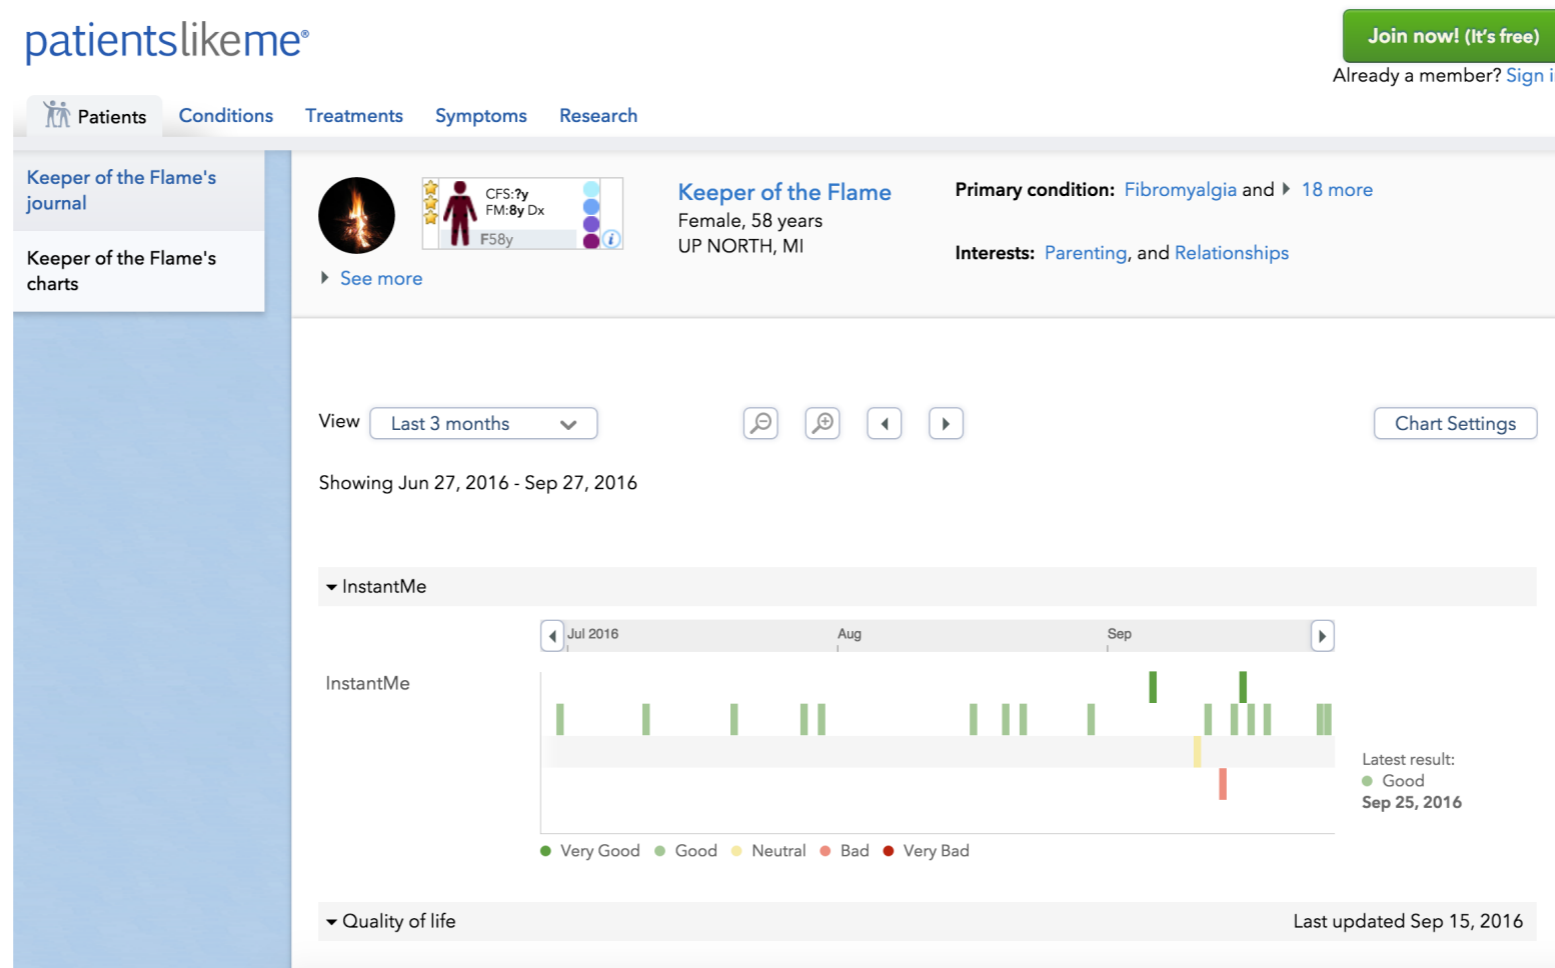 patientslikeme®
Join now! (It's free)
Already a member? Sign i
Patients
Conditions
Treatments
Symptoms
Research
Keeper of the Flame's
journal
Keeper of the Flame's
charts
CFS:?y
FM:8y Dx
F58y
i
See more
Keeper of the Flame
Female, 58 years
UP NORTH, MI
Primary condition: Fibromyalgia and 18 more
Interests: Parenting, and Relationships
View Last 3 months
Chart Settings
Showing Jun 27, 2016 - Sep 27, 2016
InstantMe
Jul 2016 Aug Sep
InstantMe
Latest result:
Good
Sep 25, 2016
Very Good Good Neutral Bad Very Bad
Quality of life Last updated Sep 15, 2016